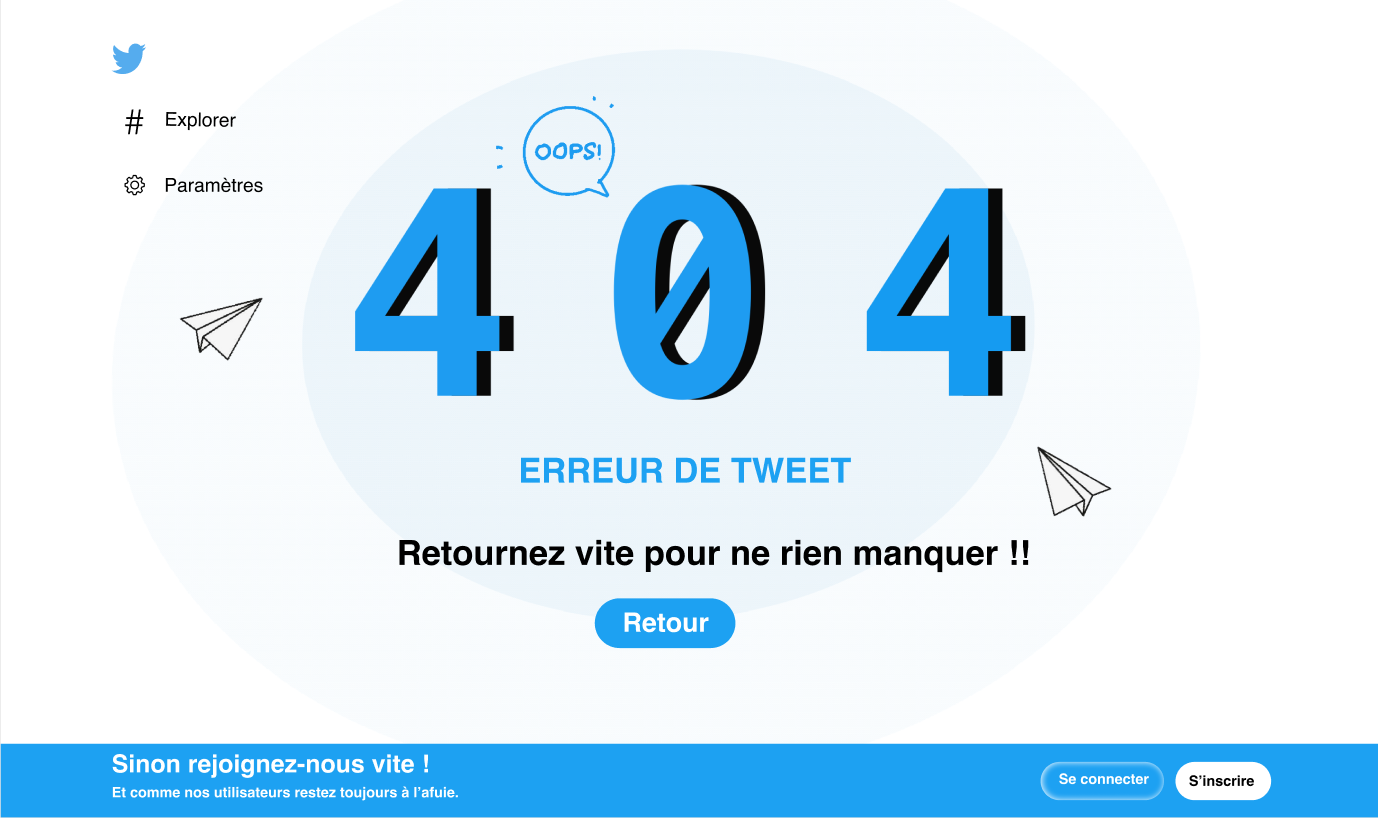 # Explorer
Paramètres
OOPS!
404
ERREUR DE TWEET
Retournez vite pour ne rien manquer !!
Retour
Sinon rejoignez-nous vite !
Et comme nos utilisateurs restez toujours à l’afuie.
Se connecter
S’inscrire